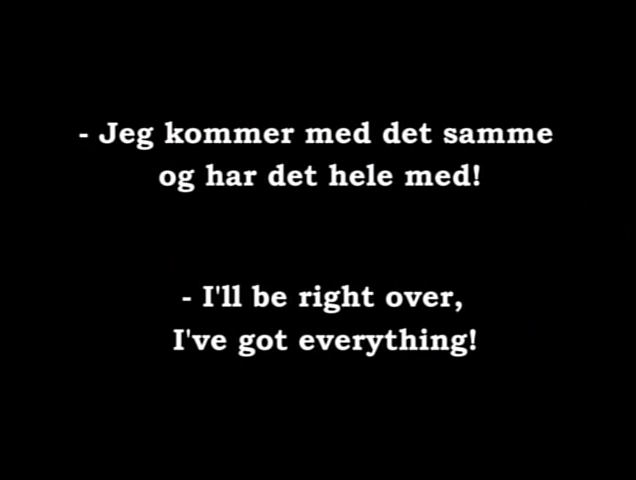 - Jeg kommer med det samme
og har det hele med!
- I'll be right over,
I've got everything!